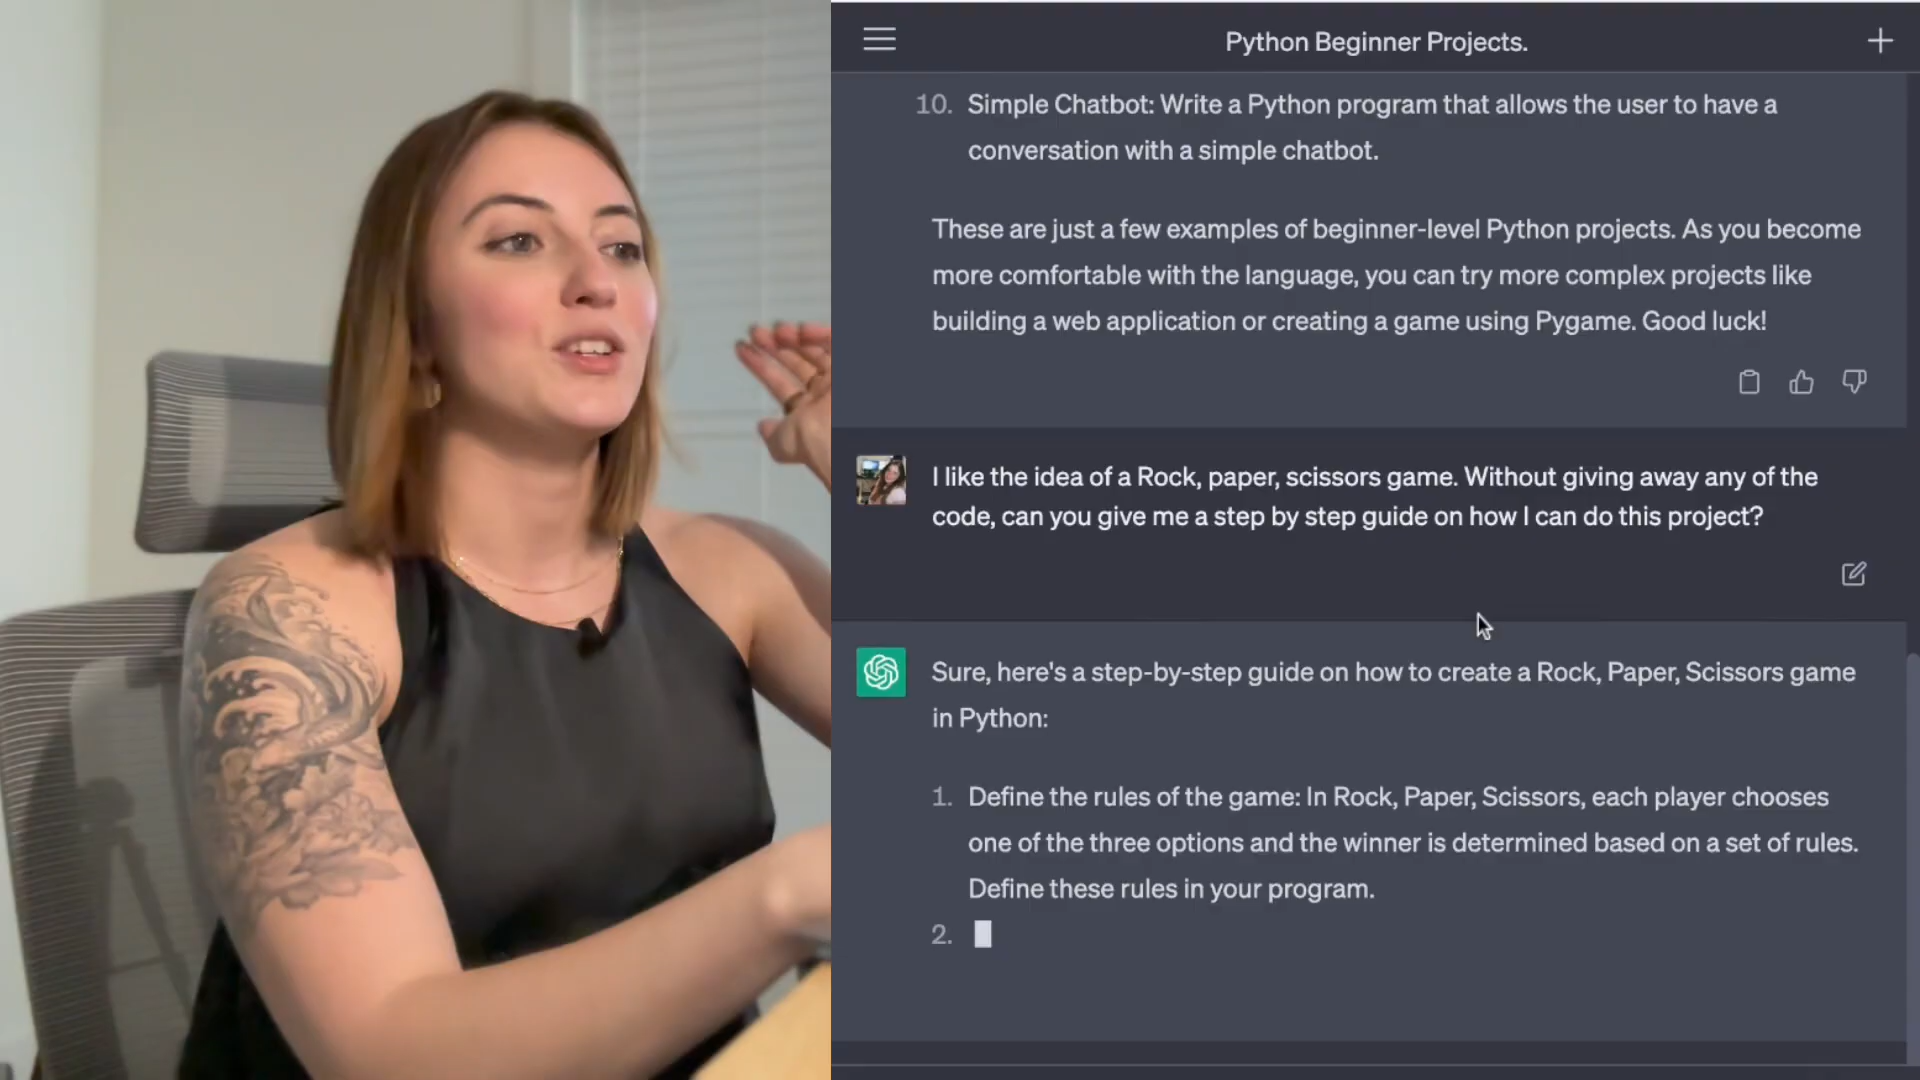 Python Beginner Projects.
10. Simple Chatbot: Write a Python program that allows the user to have a
conversation with a simple chatbot.
These are just a few examples of beginner-level Python projects. As you become
more comfortable with the language, you can try more complex projects like
building a web application or creating a game using Pygame. Good luck!
I like the idea of a Rock, paper, scissors game. Without giving away any of the
code, can you give me a step by step guide on how I can do this project?
Sure, here's a step-by-step guide on how to create a Rock, Paper, Scissors game
in Python:
1. Define the rules of the game: In Rock, Paper, Scissors, each player chooses
one of the three options and the winner is determined based on a set of rules.
Define these rules in your program.
2.